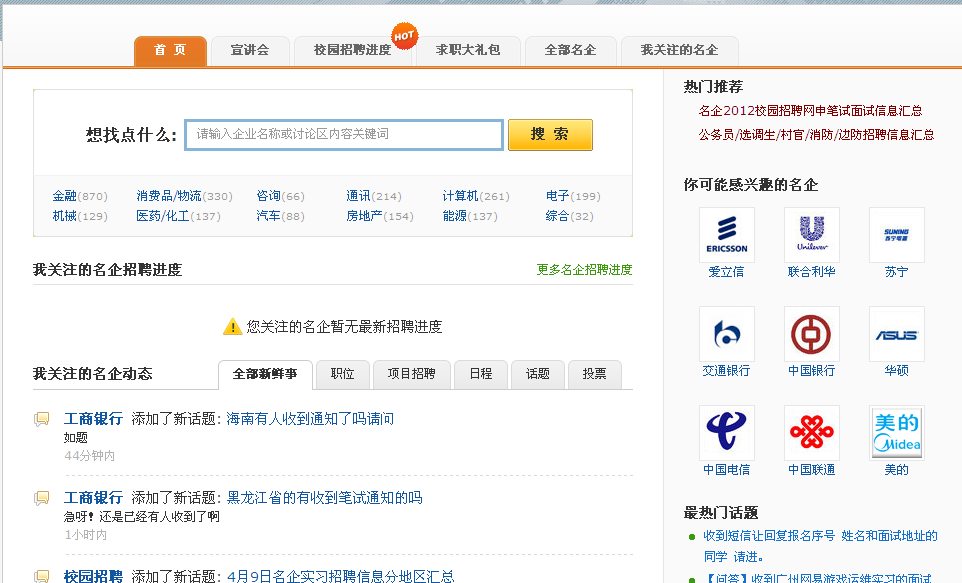 首 页
宣讲会
校园招聘进度
HOT
求职大礼包
全部名企
我关注的名企
想找点什么:
请输入企业名称或讨论区内容关键词
搜 索
金融(870) 消费品/物流(330) 咨询(66) 通讯(214) 计算机(261) 电子(199)
机械(129) 医药/化工(137) 汽车(88) 房地产(154) 能源(137) 综合(32)
我关注的名企招聘进度
更多名企招聘进度
您关注的名企暂无最新招聘进度
我关注的名企动态
全部新鲜事
职位
项目招聘
日程
话题
投票
工商银行 添加了新话题: 海南有人收到通知了吗请问
如题
44分钟内
工商银行 添加了新话题: 黑龙江省的有收到笔试通知的吗
急呀! 还是已经有人收到了啊
1小时内
校园招聘 添加了新话题: 4月9日名企实习招聘信息分地区汇总
热门推荐
名企2012校园招聘网申笔试面试信息汇总
公务员/选调生/村官/消防/边防招聘信息汇总
你可能感兴趣的名企
ERICSSON
Unilever
SUNING
苏宁电器
爱立信
联合利华
苏宁
ASUS
交通银行
中国银行
华硕
美的
Midea
中国电信
中国联通
美的
最热门话题
收到短信让回复报名序号 姓名和面试地址的
同学 请进。
【问答】收到广州网易游戏运维实习的面试